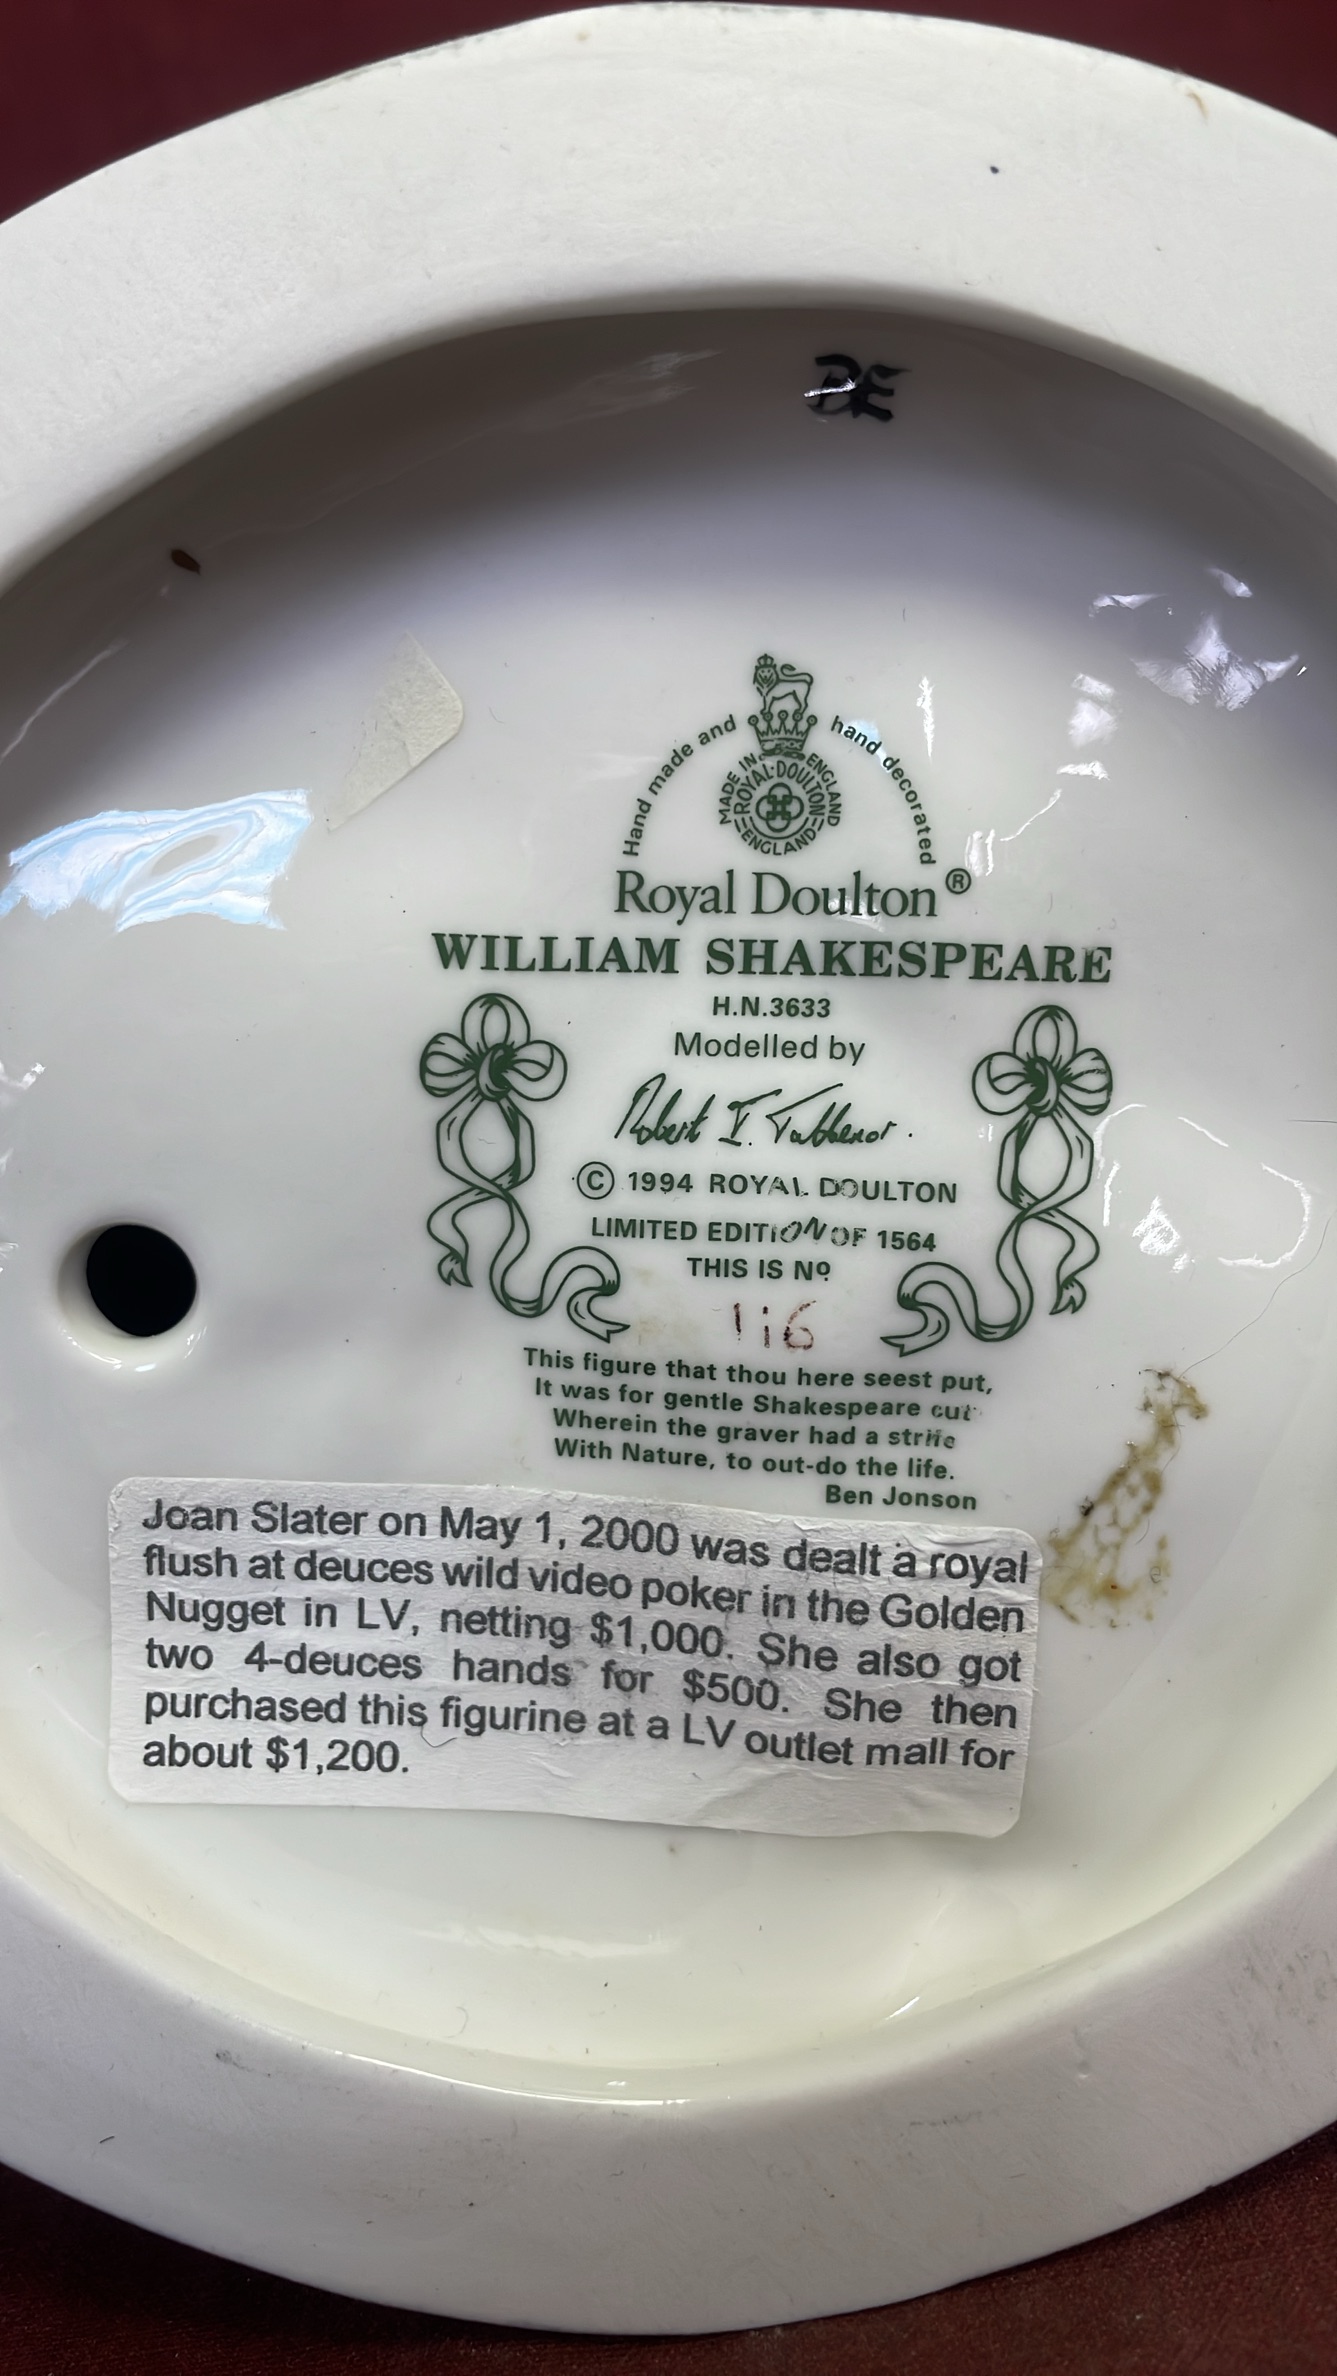 BE
Hand made and hand decorated
MADE IN ENGLAND
ROYAL·DOULTON
ENGLAND
Royal Doulton®
WILLIAM SHAKESPEARE
H.N.3633
Modelled by
Robert I. Tabbenor.
© 1994 ROYAL DOULTON
LIMITED EDITION OF 1564
THIS IS Nº
116
This figure that thou here seest put,
It was for gentle Shakespeare cut
Wherein the graver had a strife
With Nature, to out-do the life.
Ben Jonson
Joan Slater on May 1, 2000 was dealt a royal
flush at deuces wild video poker in the Golden
Nugget in LV, netting $1,000. She also got
two 4-deuces hands for $500. She then
purchased this figurine at a LV outlet mall for
about $1,200.